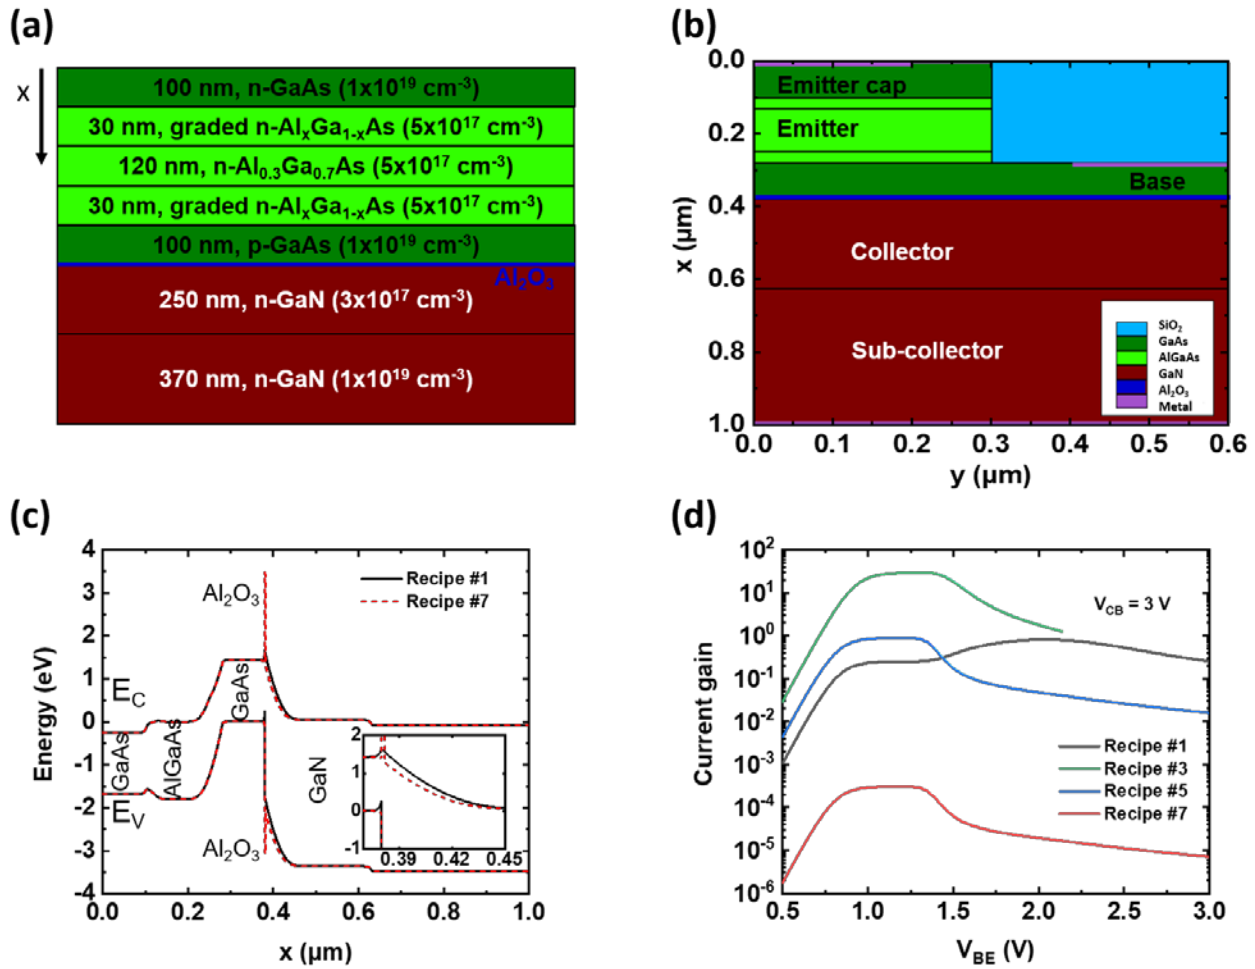 (a)
X
100 nm, n-GaAs (1x10¹⁹ cm⁻³)
30 nm, graded n-AlₓGa₁₋ₓAs (5x10¹⁷ cm⁻³)
120 nm, n-Al₀.₃Ga₀.₇As (5x10¹⁷ cm⁻³)
30 nm, graded n-AlₓGa₁₋ₓAs (5x10¹⁷ cm⁻³)
100 nm, p-GaAs (1x10¹⁹ cm⁻³)
Al₂O₃
250 nm, n-GaN (3x10¹⁷ cm⁻³)
370 nm, n-GaN (1x10¹⁹ cm⁻³)
(b)
0.0
0.2
0.4
0.6
0.8
1.0
x (μm)
Emitter cap
Emitter
Base
Collector
Sub-collector
SiO₂
GaAs
AlGaAs
GaN
Al₂O₃
Metal
0.0 0.1 0.2 0.3 0.4 0.5 0.6
y (μm)
(c)
4
3
2
1
0
-1
-2
-3
-4
Energy (eV)
Recipe #1
Recipe #7
Al₂O₃
E_C
GaAs
AlGaAs
GaAs
GaN
E_V
Al₂O₃
2
1
0
-1
0.39 0.42 0.45
0.0 0.2 0.4 0.6 0.8 1.0
x (μm)
(d)
10²
10¹
10⁰
10⁻¹
10⁻²
10⁻³
10⁻⁴
10⁻⁵
10⁻⁶
Current gain
V_CB = 3 V
Recipe #1
Recipe #3
Recipe #5
Recipe #7
0.5 1.0 1.5 2.0 2.5 3.0
V_BE (V)